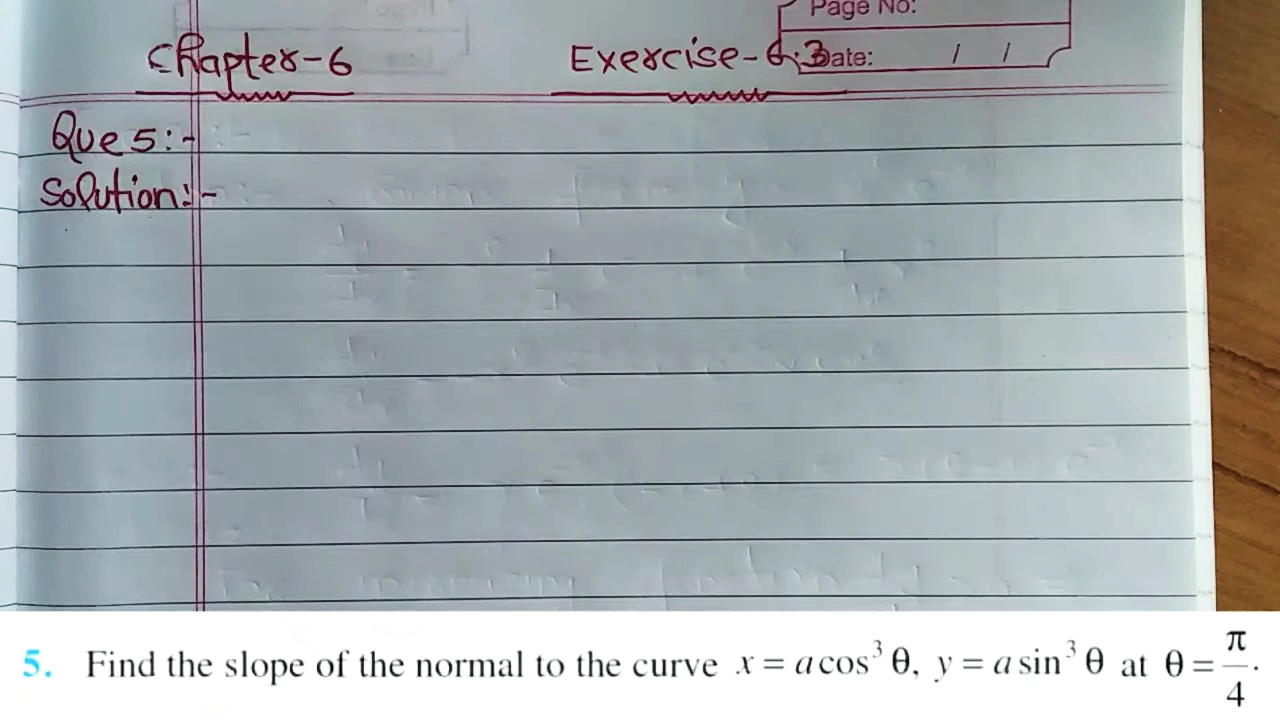 Page No:
Chapter-6 Exercise-6.3 Date: / /
Que 5:-
Solution:-
5. Find the slope of the normal to the curve x = a cos³ θ, y = a sin³ θ at θ = π/4.